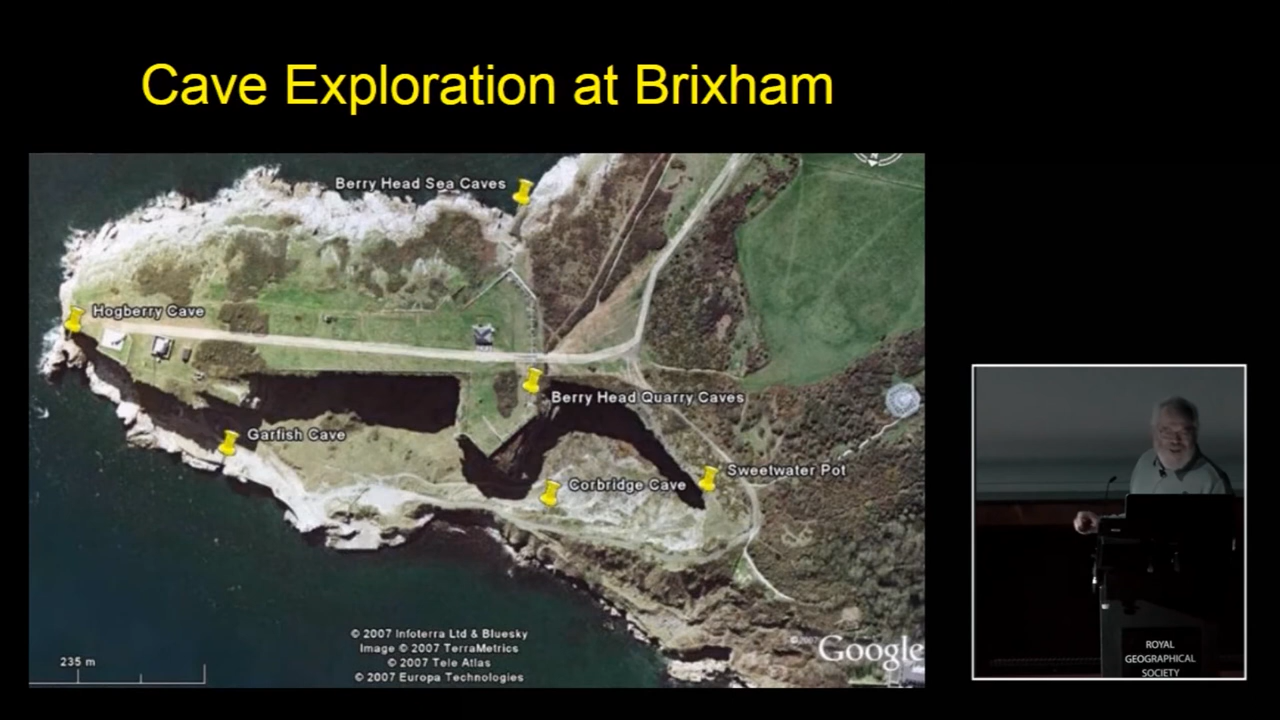 Cave Exploration at Brixham
Berry Head Sea Caves
Hogberry Cave
Berry Head Quarry Caves
Garfish Cave
Sweetwater Pot
Corbridge Cave
© 2007 Infoterra Ltd & Bluesky
Image © 2007 TerraMetrics
© 2007 Tele Atlas
© 2007 Europa Technologies
Google
235 m
ROYAL
GEOGRAPHICAL
SOCIETY